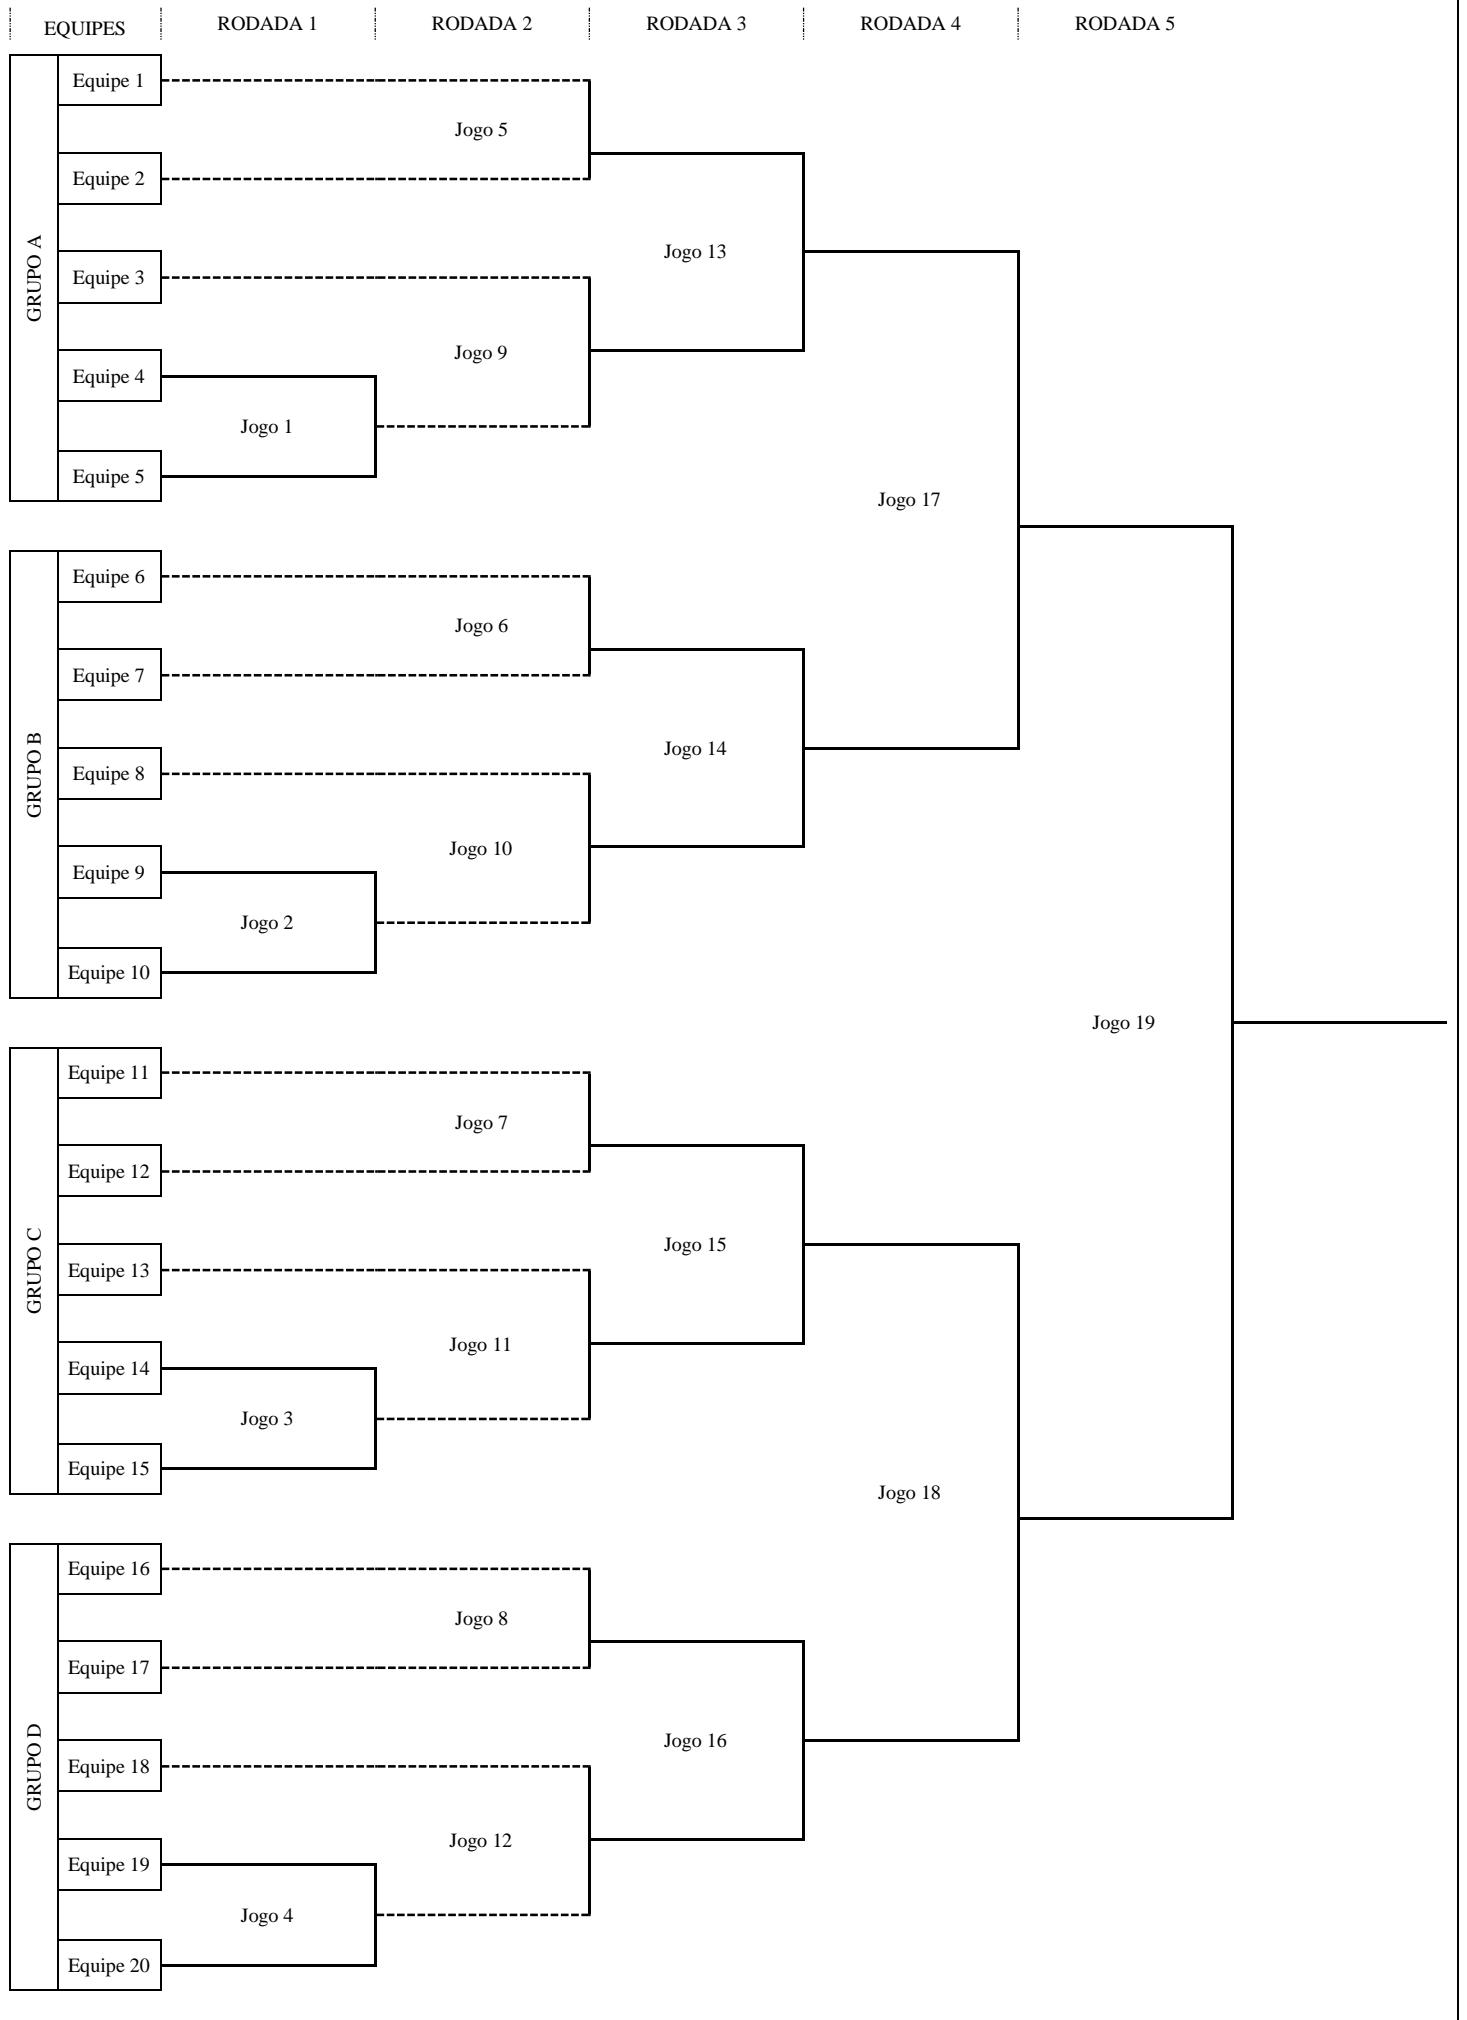 EQUIPES RODADA 1 RODADA 2 RODADA 3 RODADA 4 RODADA 5
GRUPO A
Equipe 1
Jogo 5
Equipe 2
Jogo 13
Equipe 3
Jogo 9
Equipe 4
Jogo 1
Equipe 5
Jogo 17
GRUPO B
Equipe 6
Jogo 6
Equipe 7
Jogo 14
Equipe 8
Jogo 10
Equipe 9
Jogo 2
Equipe 10
Jogo 19
GRUPO C
Equipe 11
Jogo 7
Equipe 12
Jogo 15
Equipe 13
Jogo 11
Equipe 14
Jogo 3
Equipe 15
Jogo 18
GRUPO D
Equipe 16
Jogo 8
Equipe 17
Jogo 16
Equipe 18
Jogo 12
Equipe 19
Jogo 4
Equipe 20